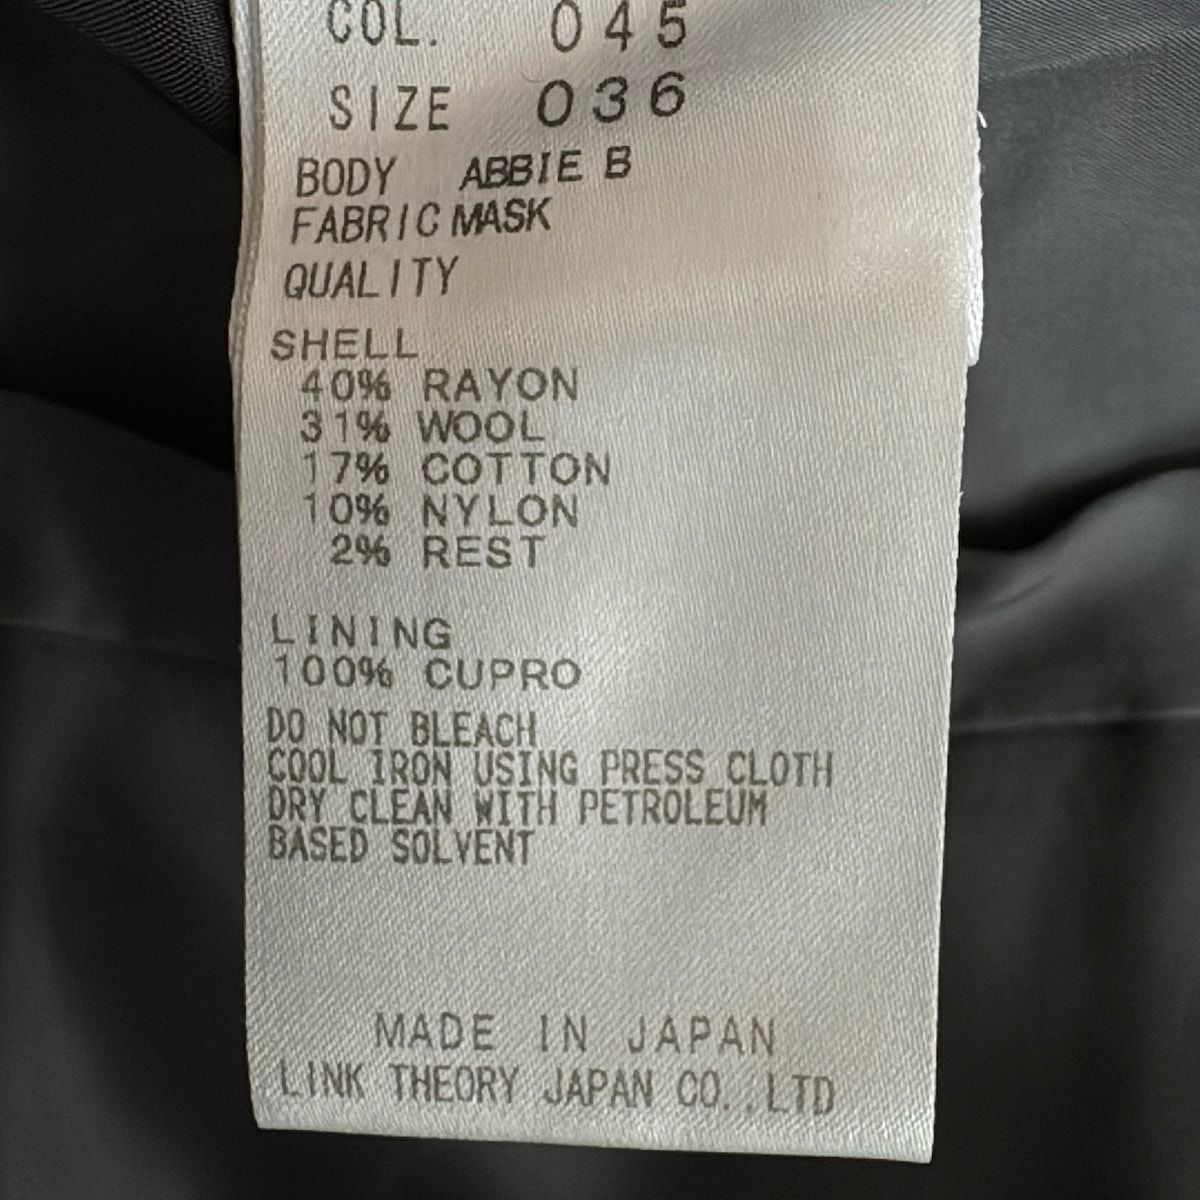 COL. 045
SIZE 036
BODY ABBIE B
FABRIC MASK
QUALITY
SHELL
40% RAYON
31% WOOL
17% COTTON
10% NYLON
2% REST
LINING
100% CUPRO
DO NOT BLEACH
COOL IRON USING PRESS CLOTH
DRY CLEAN WITH PETROLEUM
BASED SOLVENT
MADE IN JAPAN
LINK THEORY JAPAN CO.,LTD